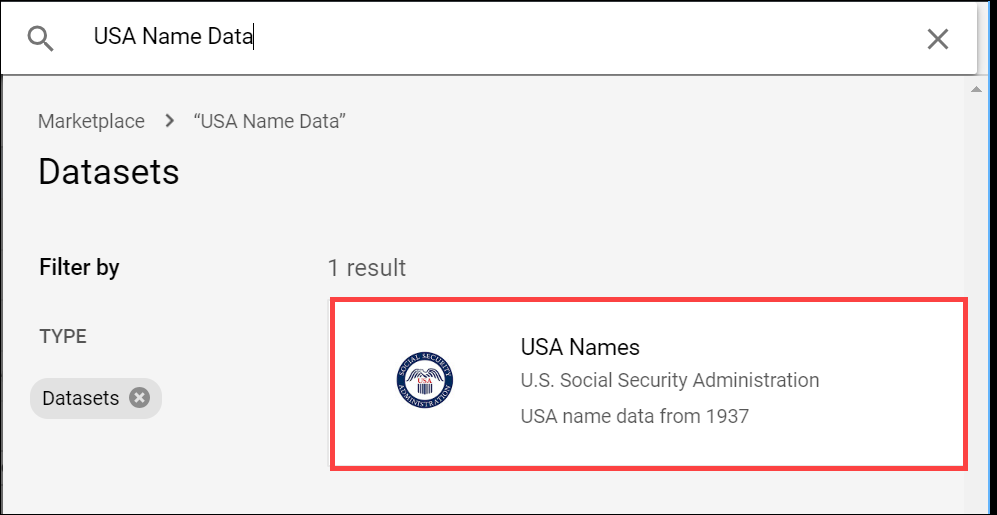 USA Name Data
Marketplace > “USA Name Data”
Datasets
Filter by
1 result
TYPE
Datasets
SOCIAL SECURITY
USA
ADMINISTRATION
USA Names
U.S. Social Security Administration
USA name data from 1937